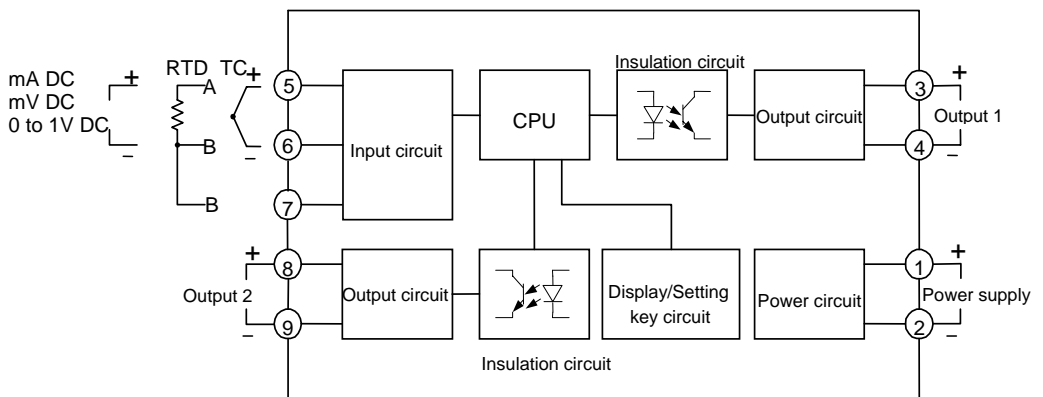 mA DC
mV DC
0 to 1V DC
+
−
RTD
A
B
B
TC
+
−
5
6
7
Input circuit
CPU
Insulation circuit
Output circuit
3
4
+
Output 1
−
+
Output 2
−
8
9
Output circuit
Insulation circuit
Display/Setting
key circuit
Power circuit
1
2
+
Power supply
−